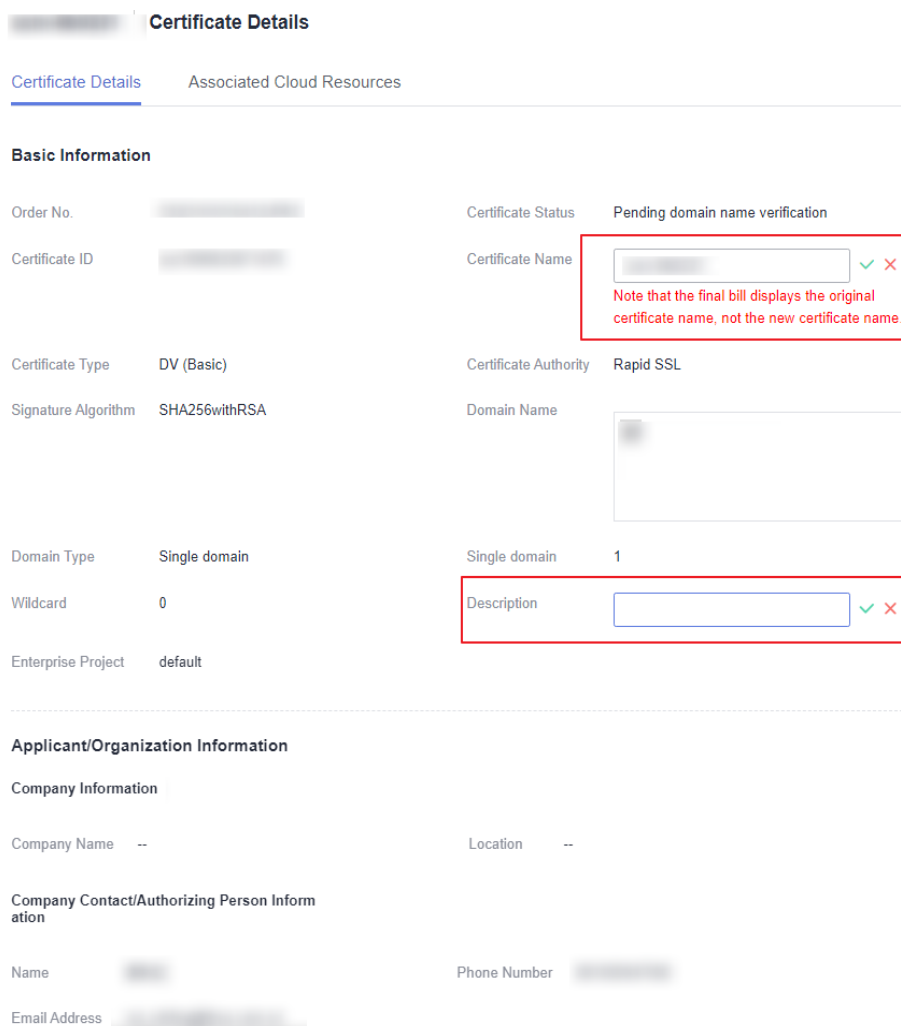 Certificate Details
Certificate Details Associated Cloud Resources
Basic Information
Order No. Certificate Status Pending domain name verification
Certificate ID Certificate Name
Note that the final bill displays the original
certificate name, not the new certificate name.
Certificate Type DV (Basic) Certificate Authority Rapid SSL
Signature Algorithm SHA256withRSA Domain Name
Domain Type Single domain Single domain 1
Wildcard 0 Description
Enterprise Project default
Applicant/Organization Information
Company Information
Company Name -- Location --
Company Contact/Authorizing Person Inform
ation
Name Phone Number
Email Address